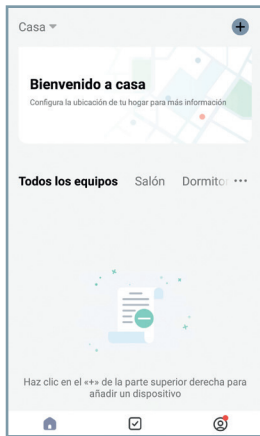 Casa
Bienvenido a casa
Configura la ubicación de tu hogar para más información
Todos los equipos Salón Dormito ···
Haz clic en el «+» de la parte superior derecha para
añadir un dispositivo